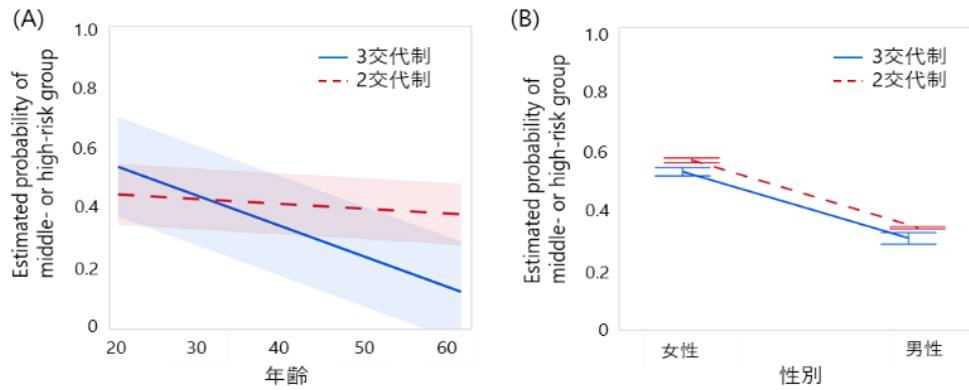 (A)
Estimated probability of
middle- or high-risk group
1.0
0.8
0.6
0.4
0.2
0
3交代制
2交代制
20
30
40
50
60
年齢
(B)
Estimated probability of
middle- or high-risk group
1.0
0.8
0.6
0.4
0.2
0
3交代制
2交代制
女性
男性
性別